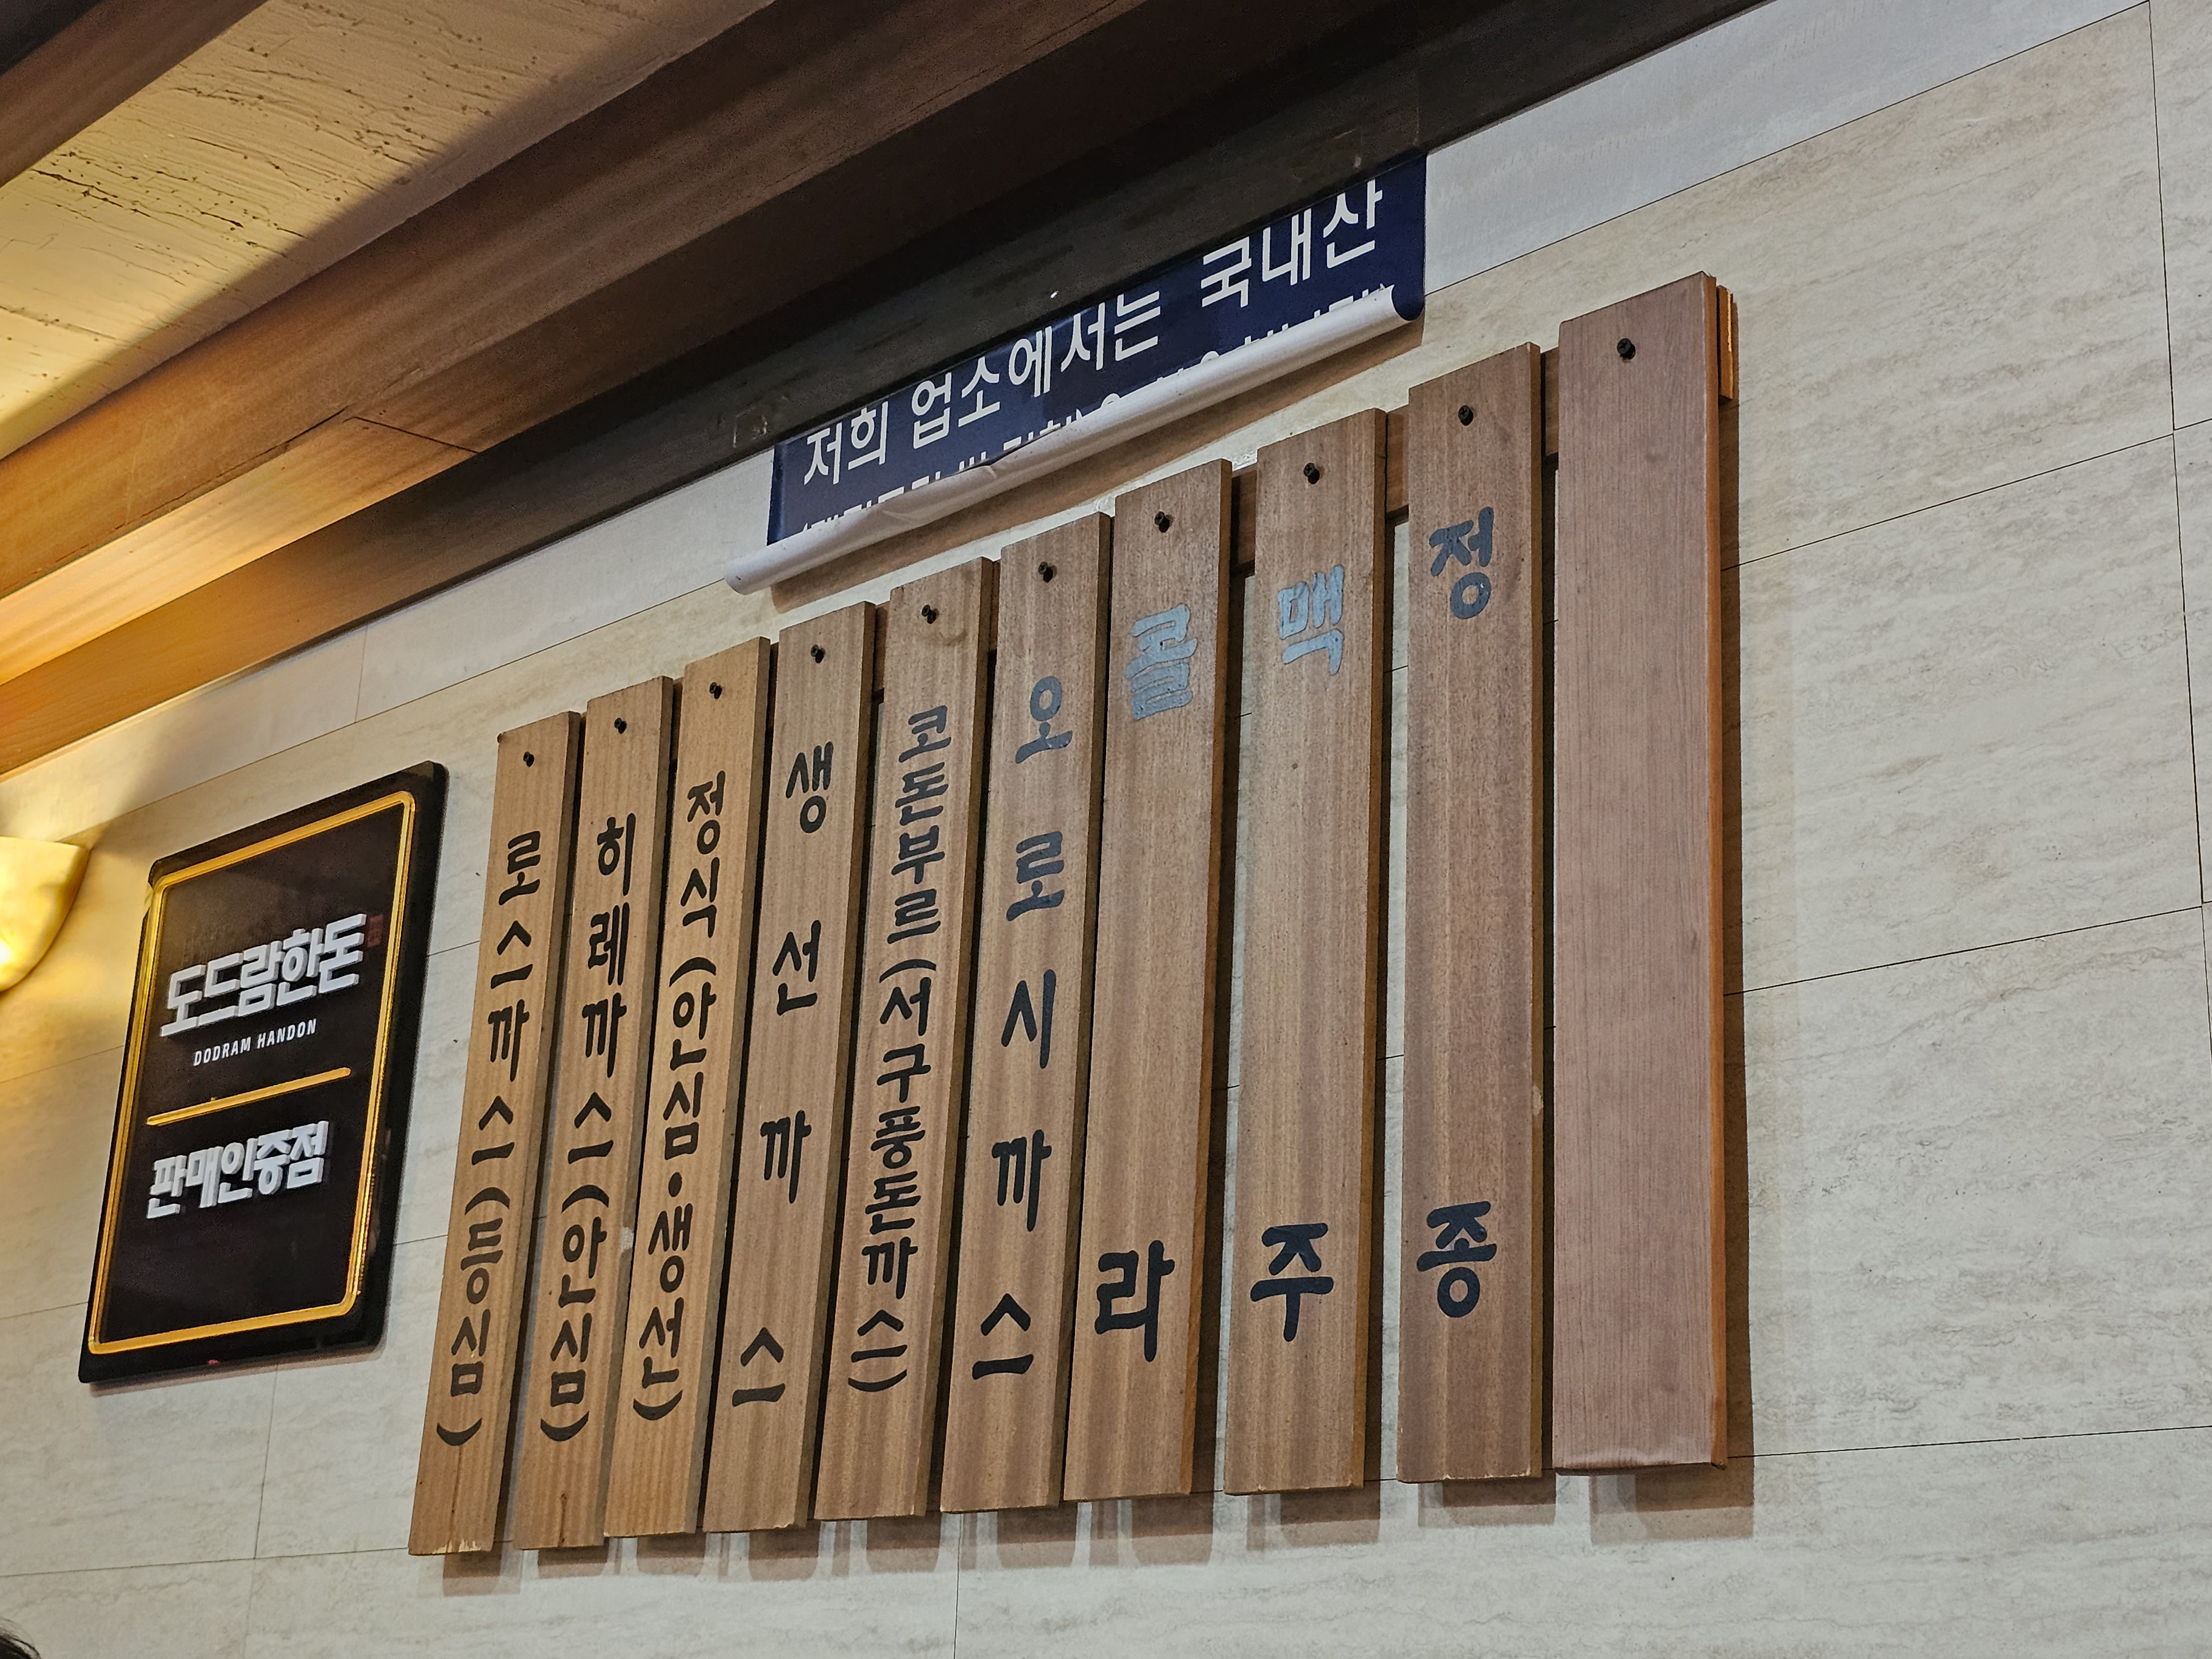 저희 업소에서는 국내산
도드람한돈
DODRAM HANDON
판매인증점
로스까스(등심)
히레까스(안심)
정식(안심·생선)
생선까스
코돈부르(서구풍돈까스)
오로시까스
콜라
맥주
정종